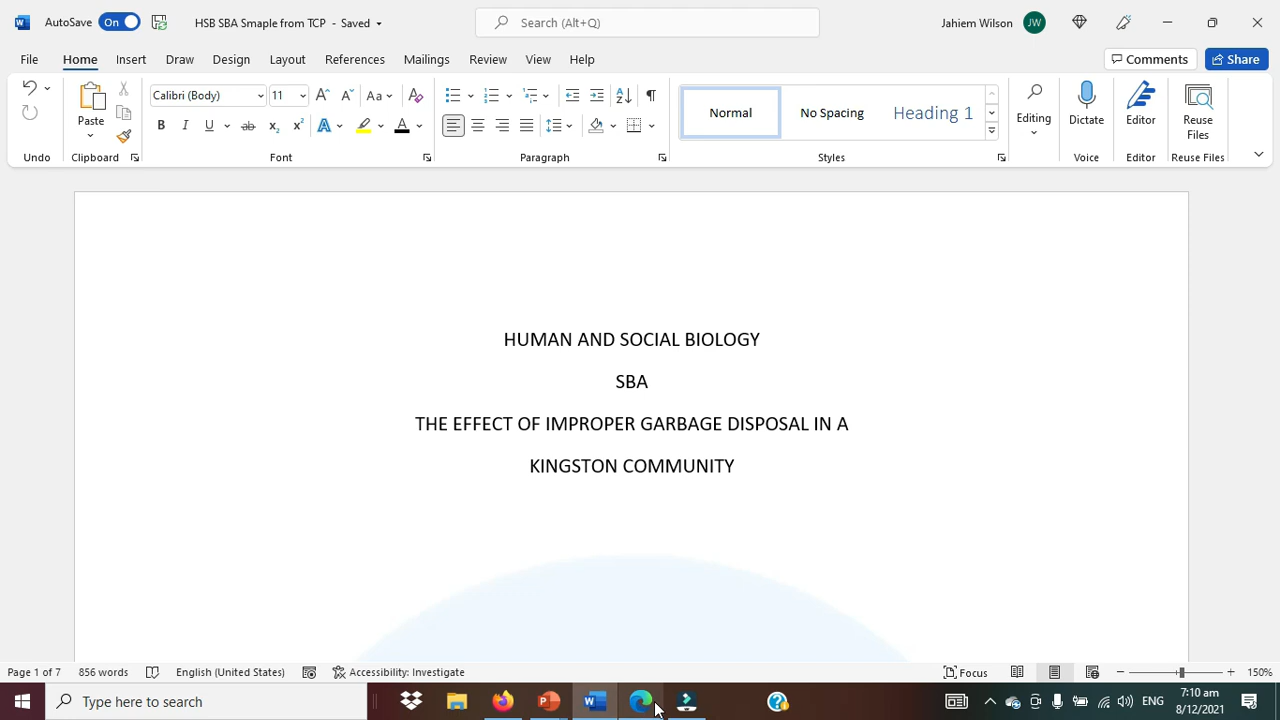 AutoSave On HSB SBA Smaple from TCP - Saved Search (Alt+Q) Jahiem Wilson JW
File Home Insert Draw Design Layout References Mailings Review View Help Comments Share
Calibri (Body) 11 Aa Normal No Spacing Heading 1
Paste B I U ab x₂ x² A A Editing Dictate Editor Reuse Files
Undo Clipboard Font Paragraph Styles Voice Editor Reuse Files
HUMAN AND SOCIAL BIOLOGY
SBA
THE EFFECT OF IMPROPER GARBAGE DISPOSAL IN A
KINGSTON COMMUNITY
Page 1 of 7 856 words English (United States) Accessibility: Investigate Focus 150%
Type here to search ENG 7:10 am
8/12/2021